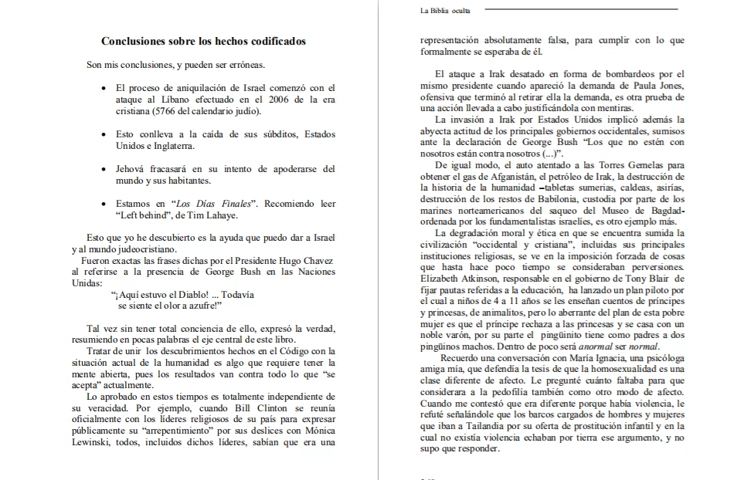 Conclusiones sobre los hechos codificados
Son mis conclusiones, y pueden ser erróneas.
• El proceso de aniquilación de Israel comenzó con el
ataque al Líbano efectuado en el 2006 de la era
cristiana (5766 del calendario judío).
• Esto conlleva a la caída de sus súbditos, Estados
Unidos e Inglaterra.
• Jehová fracasará en su intento de apoderarse del
mundo y sus habitantes.
• Estamos en “Los Días Finales”. Recomiendo leer
“Left behind”, de Tim Lahaye.
Esto que yo he descubierto es la ayuda que puedo dar a Israel
y al mundo judeocristiano.
Fueron exactas las frases dichas por el Presidente Hugo Chavez
al referirse a la presencia de George Bush en las Naciones
Unidas:
“¡Aquí estuvo el Diablo! ... Todavía
se siente el olor a azufre!”
Tal vez sin tener total conciencia de ello, expresó la verdad,
resumiendo en pocas palabras el eje central de este libro.
Tratar de unir los descubrimientos hechos en el Código con la
situación actual de la humanidad es algo que requiere tener la
mente abierta, pues los resultados van contra todo lo que “se
acepta” actualmente.
Lo aprobado en estos tiempos es totalmente independiente de
su veracidad. Por ejemplo, cuando Bill Clinton se reunía
oficialmente con los líderes religiosos de su país para expresar
públicamente su “arrepentimiento” por sus deslices con Mónica
Lewinski, todos, incluidos dichos líderes, sabían que era una
La Biblia oculta
representación absolutamente falsa, para cumplir con lo que
formalmente se esperaba de él.
El ataque a Irak desatado en forma de bombardeos por el
mismo presidente cuando apareció la demanda de Paula Jones,
ofensiva que terminó al retirar ella la demanda, es otra prueba de
una acción llevada a cabo justificándola con mentiras.
La invasión a Irak por Estados Unidos implicó además la
abyecta actitud de los principales gobiernos occidentales, sumisos
ante la declaración de George Bush “Los que no estén con
nosotros están contra nosotros (...)”.
De igual modo, el auto atentado a las Torres Gemelas para
obtener el gas de Afganistán, el petróleo de Irak, la destrucción de
la historia de la humanidad –tabletas sumerias, caldeas, asirias,
destrucción de los restos de Babilonia, custodia por parte de los
marines norteamericanos del saqueo del Museo de Bagdad-
ordenada por los fundamentalistas israelíes, es otro ejemplo más.
La degradación moral y ética en que se encuentra sumida la
civilización “occidental y cristiana”, incluidas sus principales
instituciones religiosas, se ve en la imposición forzada de cosas
que hasta hace poco tiempo se consideraban perversiones.
Elizabeth Atkinson, responsable en el gobierno de Tony Blair de
fijar pautas referidas a la educación, ha lanzado un plan piloto por
el cual a niños de 4 a 11 años se les enseñan cuentos de príncipes
y princesas, de animalitos, pero lo aberrante del plan de esta pobre
mujer es que el príncipe rechaza a las princesas y se casa con un
noble varón, por su parte el pingüinito tiene como padres a dos
pingüinos machos. Dentro de poco será anormal ser normal.
Recuerdo una conversación con María Ignacia, una psicóloga
amiga mía, que defendía la tesis de que la homosexualidad es una
clase diferente de afecto. Le pregunté cuánto faltaba para que
considerara a la pedofilia también como otro modo de afecto.
Cuando me contestó que era diferente porque había violencia, le
refuté señalándole que los barcos cargados de hombres y mujeres
que iban a Tailandia por su oferta de prostitución infantil y en la
cual no existía violencia echaban por tierra ese argumento, y no
supo que responder.